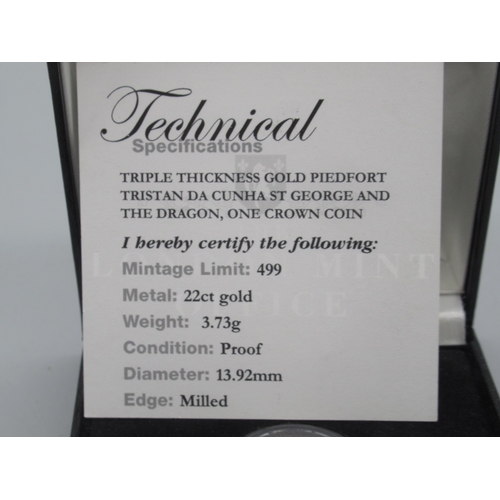 Technical
Specifications
TRIPLE THICKNESS GOLD PIEDFORT
TRISTAN DA CUNHA ST GEORGE AND
THE DRAGON, ONE CROWN COIN
I hereby certify the following:
Mintage Limit: 499
Metal: 22ct gold
Weight: 3.73g
Condition: Proof
Diameter: 13.92mm
Edge: Milled